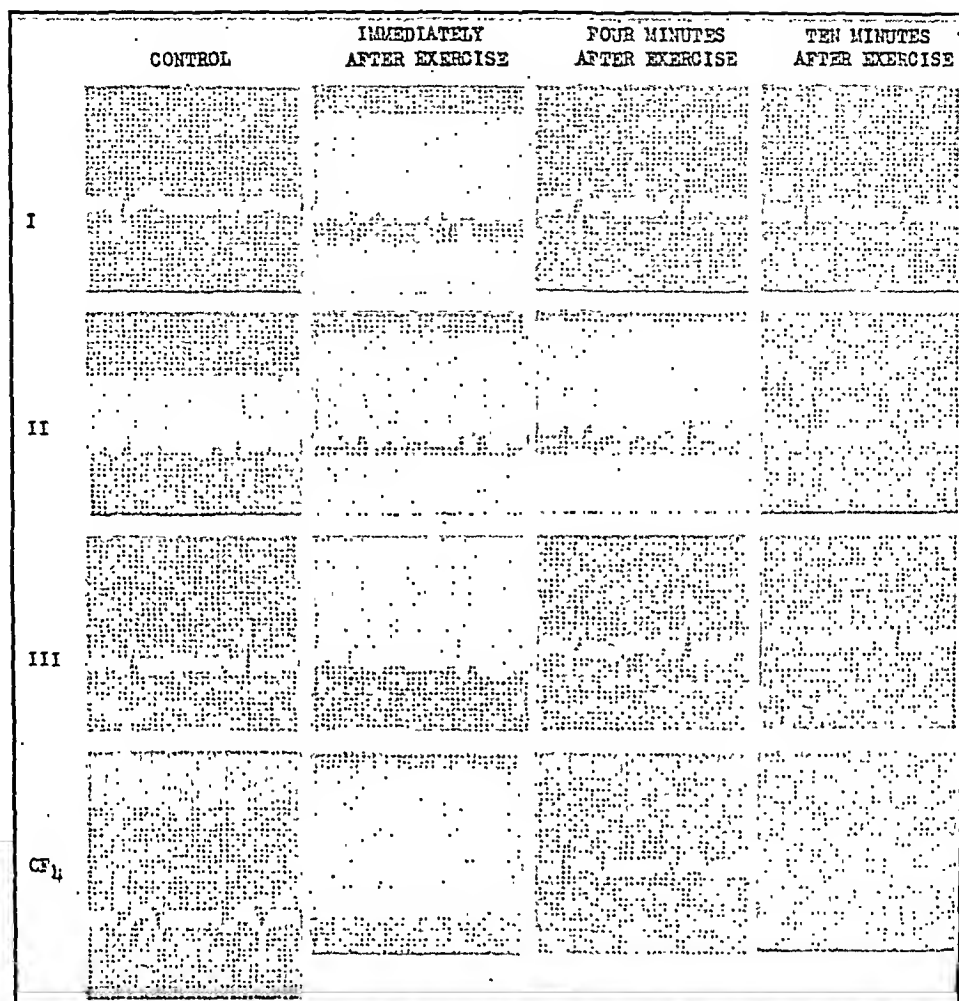 CONTROL
IMMEDIATELY
AFTER EXERCISE
FOUR MINUTES
AFTER EXERCISE
TEN MINUTES
AFTER EXERCISE
I
II
III
CF4